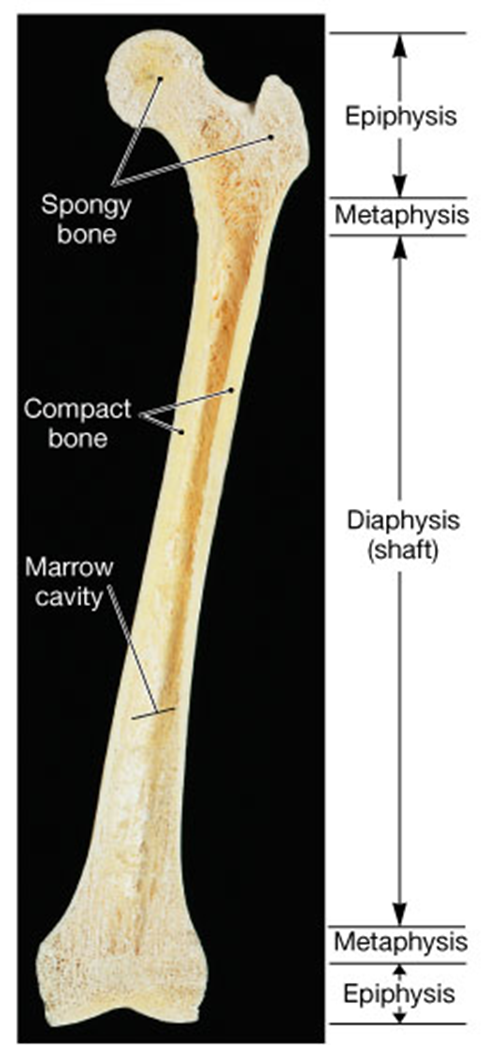 Epiphysis
Metaphysis
Spongy
bone
Compact
bone
Diaphysis
(shaft)
Marrow
cavity
Metaphysis
Epiphysis